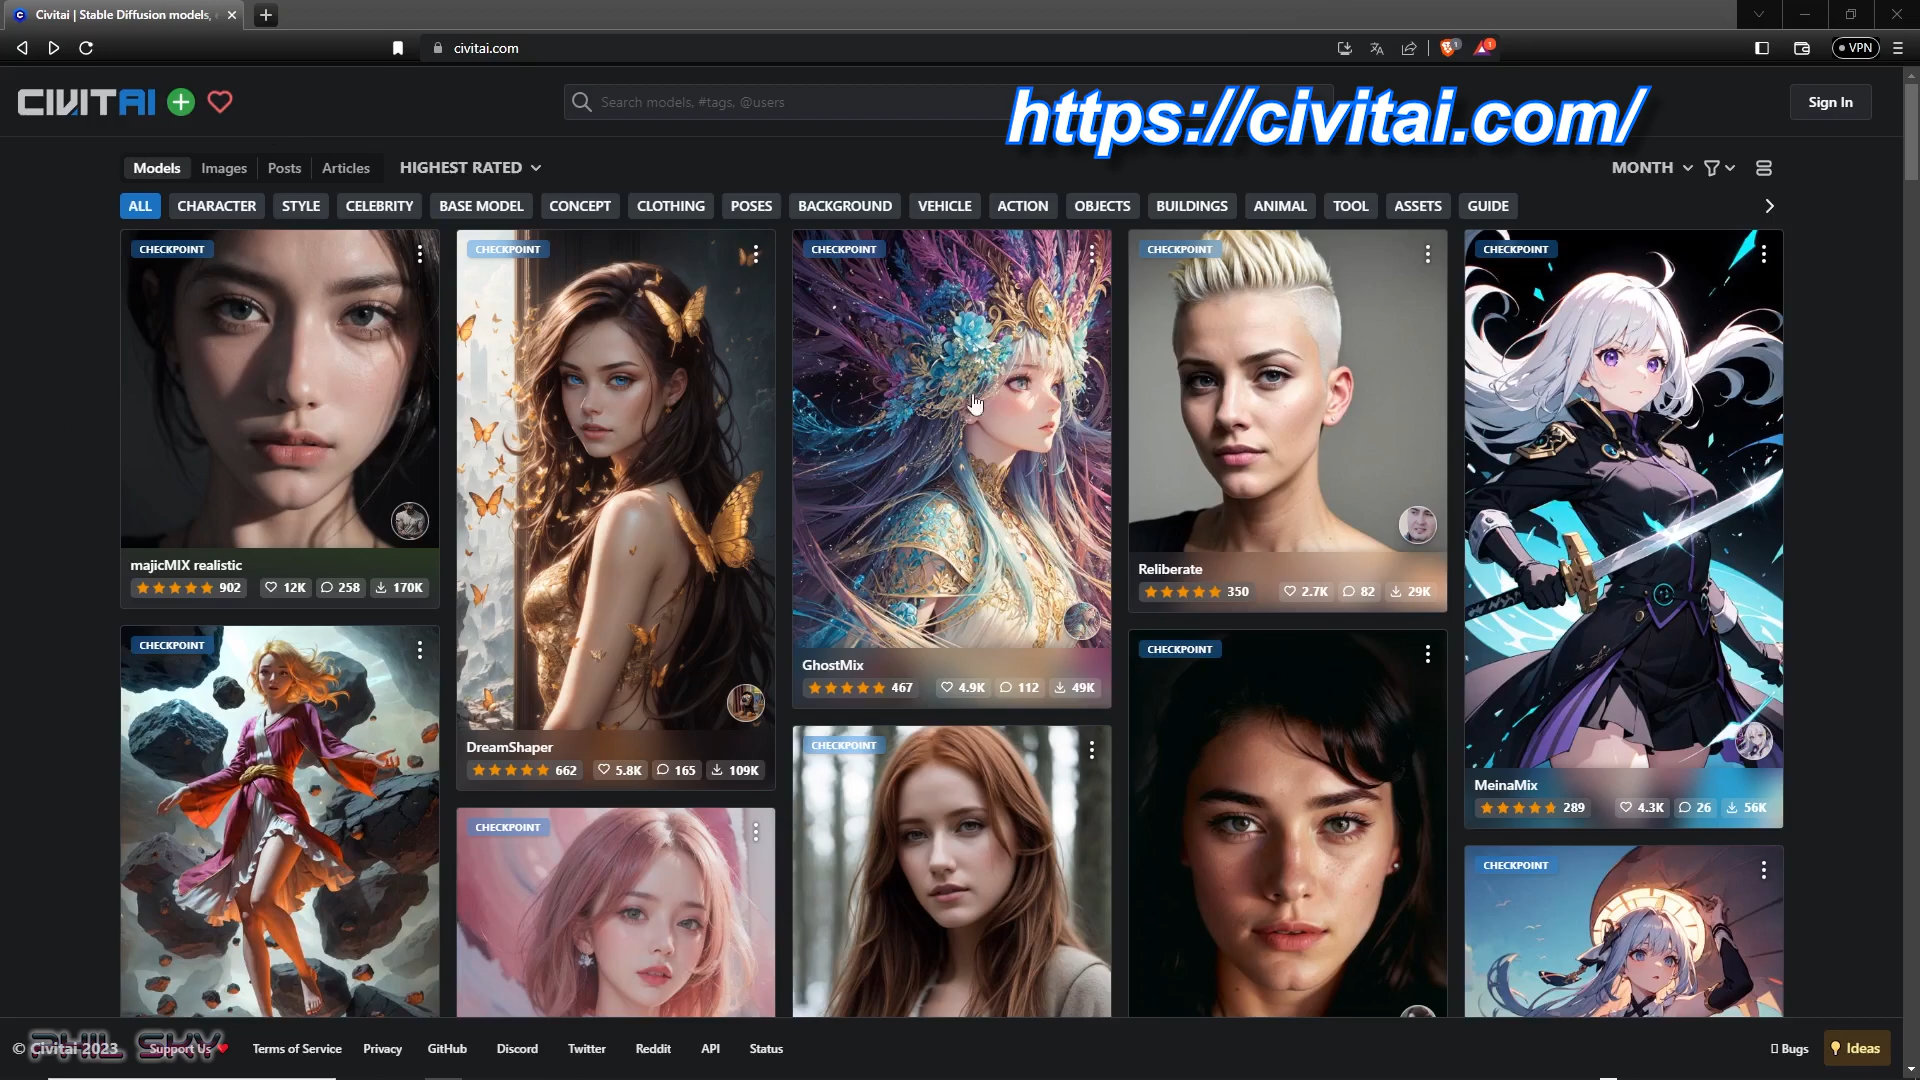 Civitai | Stable Diffusion models,
civitai.com
VPN
CIVITAI
Search models, #tags, @users
https://civitai.com/
Sign In
Models Images Posts Articles HIGHEST RATED MONTH
ALL CHARACTER STYLE CELEBRITY BASE MODEL CONCEPT CLOTHING POSES BACKGROUND VEHICLE ACTION OBJECTS BUILDINGS ANIMAL TOOL ASSETS GUIDE
CHECKPOINT
majicMIX realistic
902 12K 258 170K
CHECKPOINT
CHECKPOINT
DreamShaper
662 5.8K 165 109K
CHECKPOINT
CHECKPOINT
GhostMix
467 4.9K 112 49K
CHECKPOINT
CHECKPOINT
Reliberate
350 2.7K 82 29K
CHECKPOINT
CHECKPOINT
MeinaMix
289 4.3K 26 56K
CHECKPOINT
PHIL SKY
© Civitai 2023 Support Us Terms of Service Privacy GitHub Discord Twitter Reddit API Status Bugs Ideas